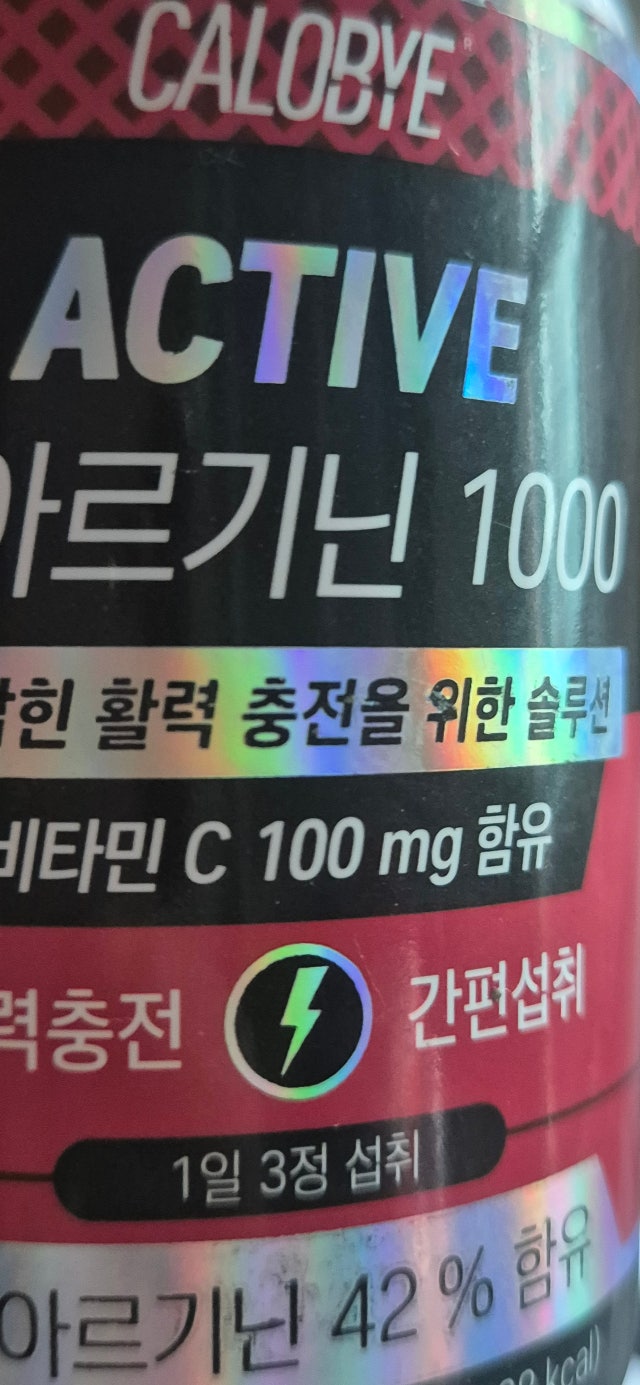 CALOBYE
ACTIVE
아르기닌 1000
활력 충전을 위한 솔루션
비타민 C 100 mg 함유
력충전 간편섭취
1일 3정 섭취
아르기닌 42 % 함유
kcal)